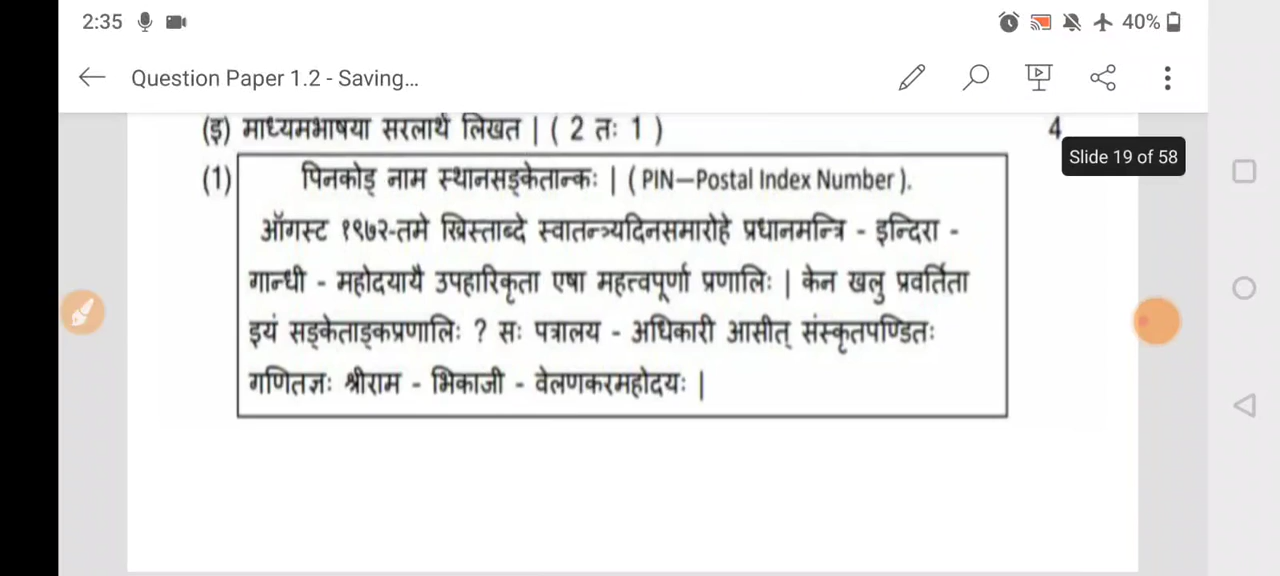 2:35 40%
Question Paper 1.2 - Saving...
(इ) माध्यमभाषया सरलार्थं लिखत | ( 2 तः 1 ) 4
Slide 19 of 58
(1) पिनकोड् नाम स्थानसङ्केतान्कः | ( PIN—Postal Index Number ).
ऑगस्ट १९७२-तमे ख्रिस्ताब्दे स्वातन्त्र्यदिनसमारोहे प्रधानमन्त्रि - इन्दिरा -
गान्धी - महोदयायै उपहारिकृता एषा महत्त्वपूर्णा प्रणालिः | केन खलु प्रवर्तिता
इयं सङ्केताङ्कप्रणालिः ? सः पत्रालय - अधिकारी आसीत् संस्कृतपण्डितः
गणितज्ञः श्रीराम - भिकाजी - वेलणकरमहोदयः |